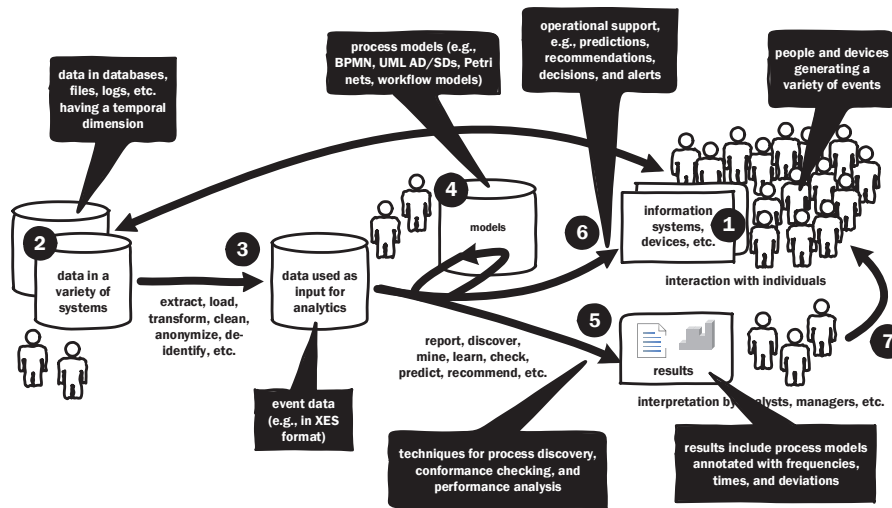 data in databases,
files, logs, etc.
having a temporal
dimension
process models (e.g.,
BPMN, UML AD/SDs, Petri
nets, workflow models)
operational support,
e.g., predictions,
recommendations,
decisions, and alerts
people and devices
generating a
variety of events
2
data in a
variety of
systems
3
extract, load,
transform, clean,
anonymize, de-
identify, etc.
data used as
input for
analytics
4
models
6
1
information
systems,
devices, etc.
interaction with individuals
report, discover,
mine, learn, check,
predict, recommend, etc.
5
results
7
interpretation by analysts, managers, etc.
event data
(e.g., in XES
format)
techniques for process discovery,
conformance checking, and
performance analysis
results include process models
annotated with frequencies,
times, and deviations